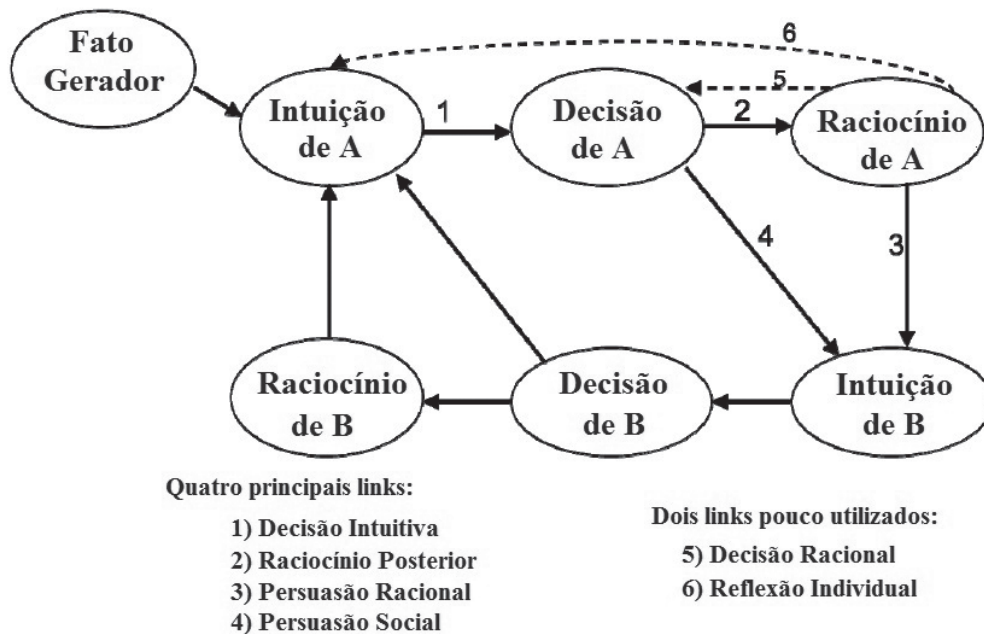 Fato
Gerador
Intuição
de A
1
Decisão
de A
2
Raciocínio
de A
6
5
4
3
Raciocínio
de B
Decisão
de B
Intuição
de B
Quatro principais links:
1) Decisão Intuitiva
2) Raciocínio Posterior
3) Persuasão Racional
4) Persuasão Social
Dois links pouco utilizados:
5) Decisão Racional
6) Reflexão Individual